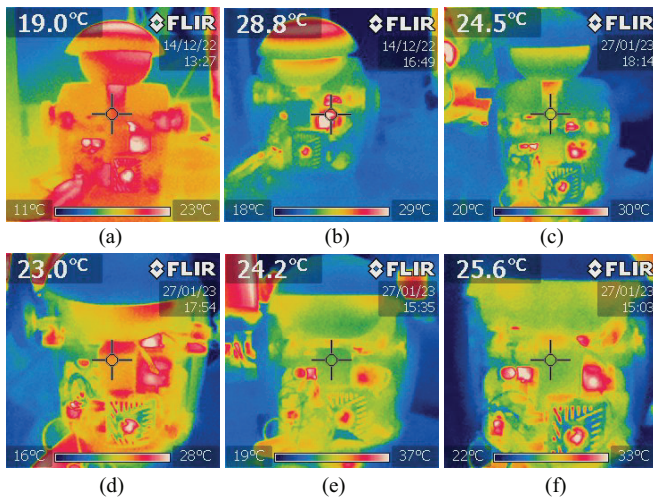 19.0°C
FLIR
14/12/22
13:27
11°C
23°C
(a)
28.8°C
FLIR
14/12/22
16:49
18°C
29°C
(b)
24.5°C
FLIR
27/01/23
18:14
20°C
30°C
(c)
23.0°C
FLIR
27/01/23
17:54
16°C
28°C
(d)
24.2°C
FLIR
27/01/23
15:35
19°C
37°C
(e)
25.6°C
FLIR
27/01/23
15:03
22°C
33°C
(f)